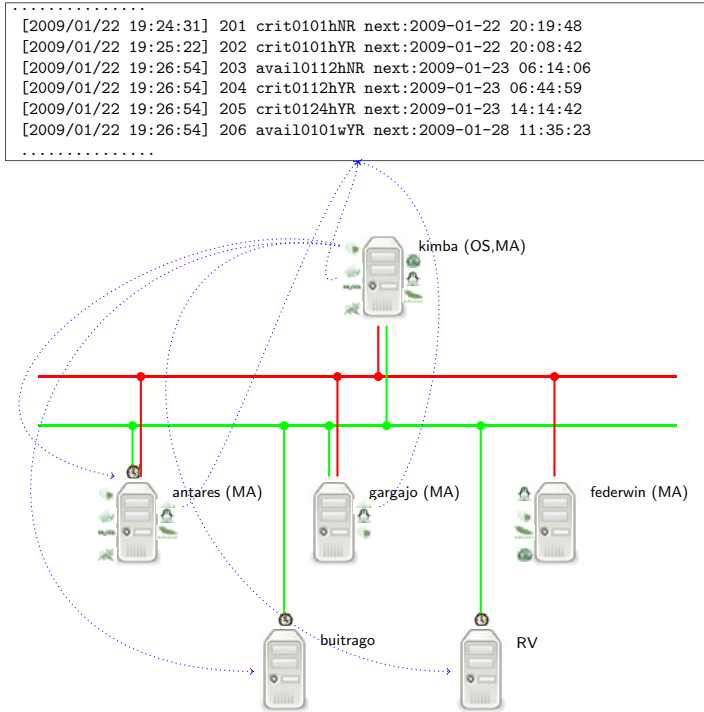 ...............
[2009/01/22 19:24:31] 201 crit0101hNR next:2009-01-22 20:19:48
[2009/01/22 19:25:22] 202 crit0101hYR next:2009-01-22 20:08:42
[2009/01/22 19:26:54] 203 avail0112hNR next:2009-01-23 06:14:06
[2009/01/22 19:26:54] 204 crit0112hYR next:2009-01-23 06:44:59
[2009/01/22 19:26:54] 205 crit0124hYR next:2009-01-23 14:14:42
[2009/01/22 19:26:54] 206 avail0101wYR next:2009-01-28 11:35:23
...............
kimba (OS,MA)
MySQL
antares (MA)
gargajo (MA)
federwin (MA)
MySQL
buitrago
RV